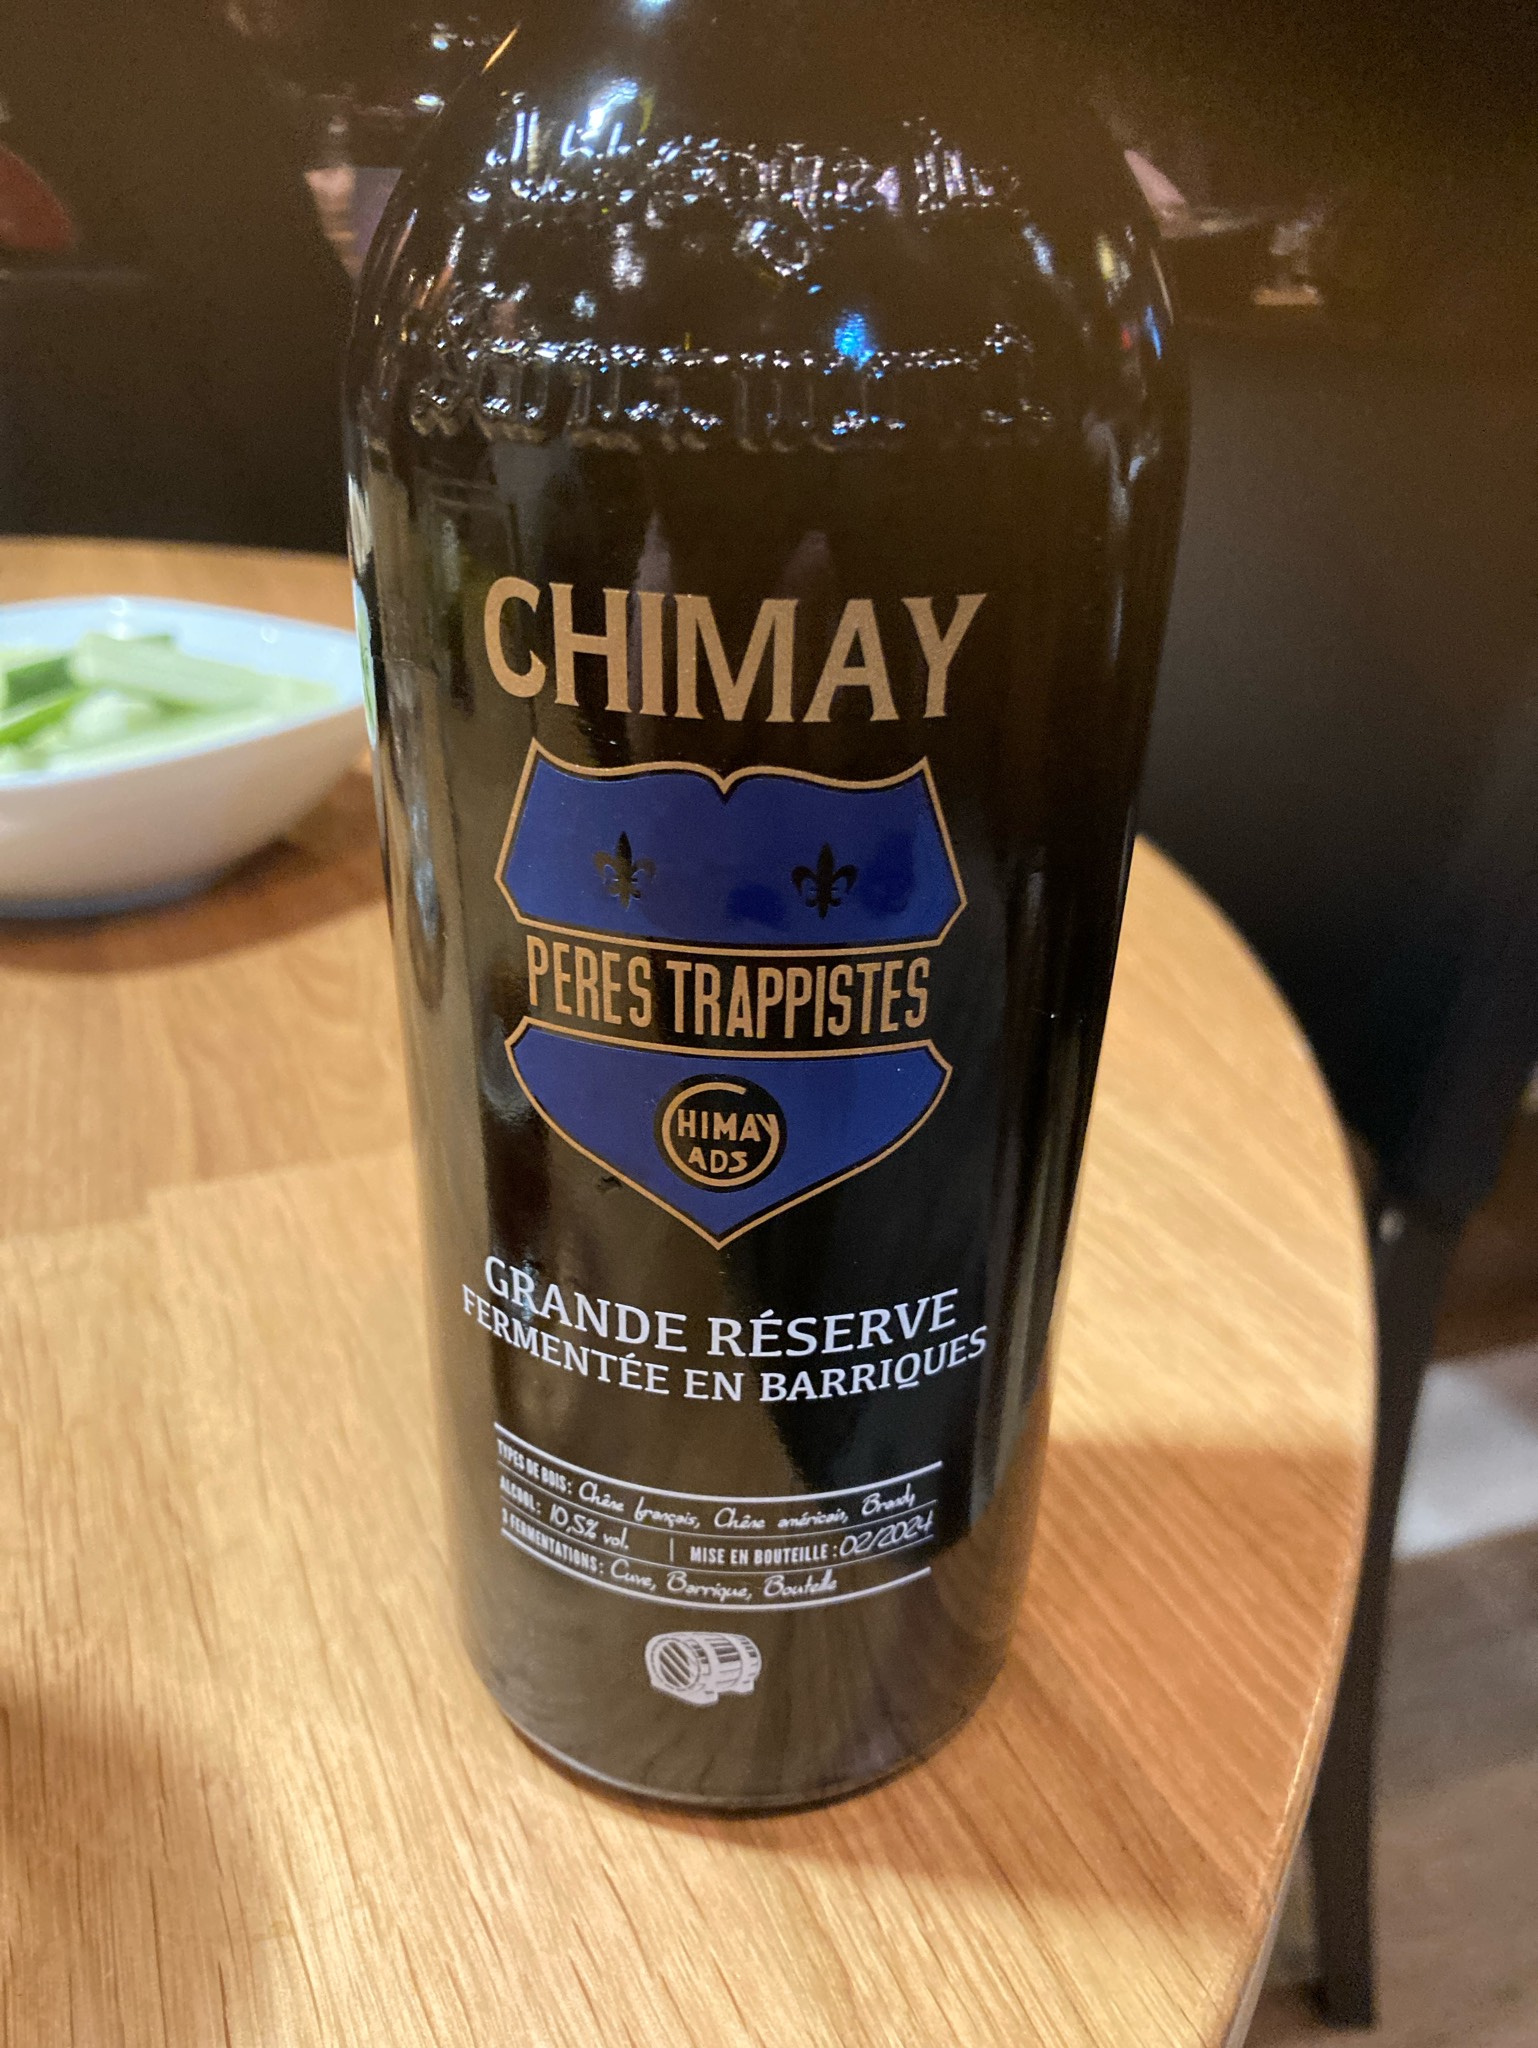 CHIMAY
PERES TRAPPISTES
CHIMAY
ADS
GRANDE RÉSERVE
FERMENTÉE EN BARRIQUES
TYPES DE BOIS: Chêne français, Chêne américain, Brandy
ALCOOL: 10,5% vol. | MISE EN BOUTEILLE: 02/2024
3 FERMENTATIONS: Cuve, Barrique, Bouteille